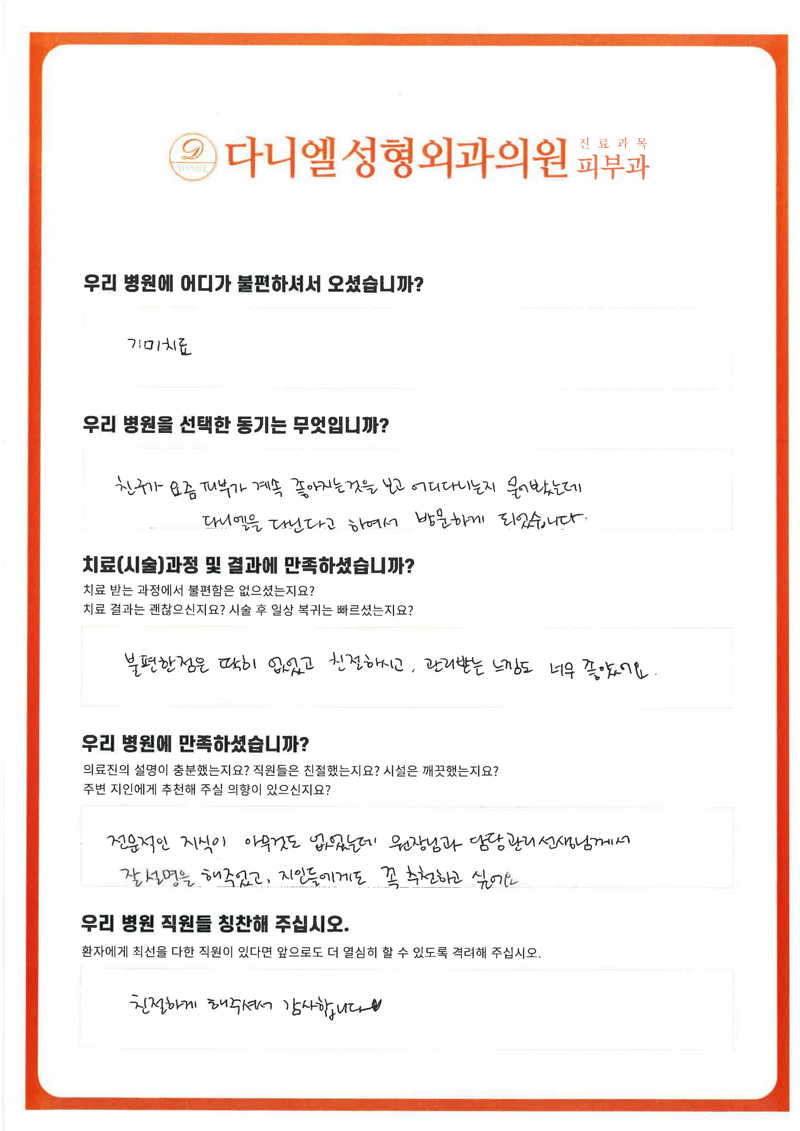 다니엘성형외과의원 진료과목 피부과
우리 병원에 어디가 불편하셔서 오셨습니까?
기미치료
우리 병원을 선택한 동기는 무엇입니까?
친구가 요즘 피부가 계속 좋아지는것을 보고 어디다니는지 물어봤는데
다니엘을 다닌다고 하여서 방문하게 되었습니다.
치료(시술)과정 및 결과에 만족하셨습니까?
치료 받는 과정에서 불편함은 없으셨는지요?
치료 결과는 괜찮으신지요? 시술 후 일상 복귀는 빠르셨는지요?
불편한점은 딱히 없었고 친절하시고, 관리받는 느낌도 너무 좋았어요.
우리 병원에 만족하셨습니까?
의료진의 설명이 충분했는지요? 직원들은 친절했는지요? 시설은 깨끗했는지요?
주변 지인에게 추천해 주실 의향이 있으신지요?
전문적인 지식이 아무것도 없었는데 원장님과 담당관리선생님께서
잘 설명을 해주었고, 지인들에게도 꼭 추천하고 싶어요
우리 병원 직원들 칭찬해 주십시오.
환자에게 최선을 다한 직원이 있다면 앞으로도 더 열심히 할 수 있도록 격려해 주십시오.
친절하게 해주셔서 감사합니다♥